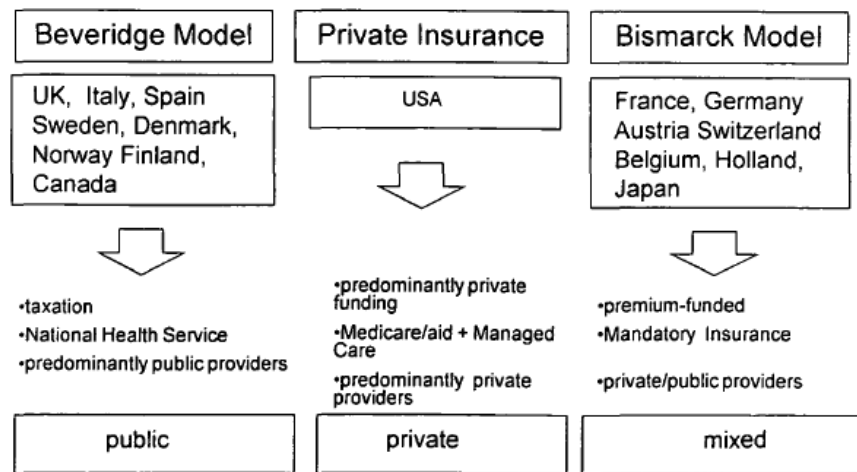 Beveridge Model
UK, Italy, Spain
Sweden, Denmark,
Norway Finland,
Canada
•taxation
•National Health Service
•predominantly public providers
public
Private Insurance
USA
•predominantly private
funding
•Medicare/aid + Managed
Care
•predominantly private
providers
private
Bismarck Model
France, Germany
Austria Switzerland
Belgium, Holland,
Japan
•premium-funded
•Mandatory Insurance
•private/public providers
mixed